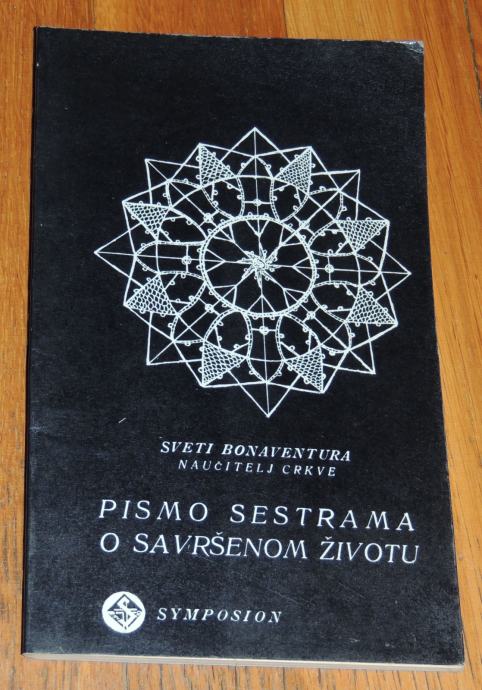 SVETI BONAVENTURA
NAUČITELJ CRKVE
PISMO SESTRAMA
O SAVRŠENOM ŽIVOTU
SYMPOSION